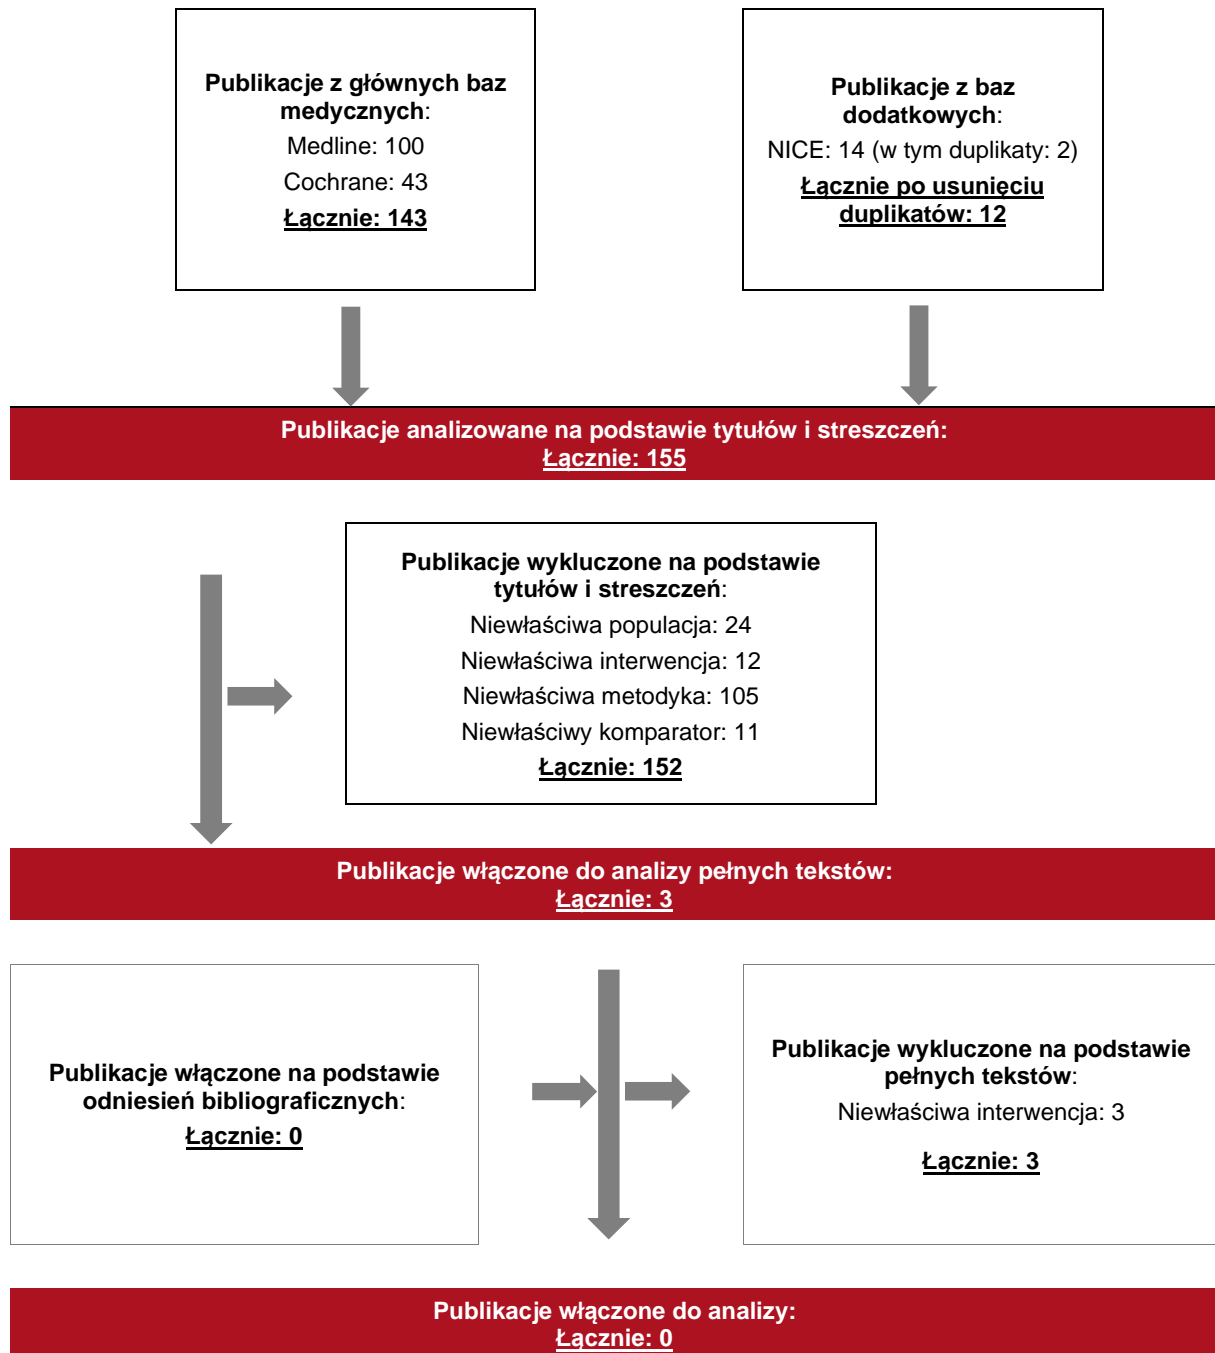 Publikacje z głównych baz
medycznych:
Medline: 100
Cochrane: 43
Łącznie: 143
Publikacje z baz
dodatkowych:
NICE: 14 (w tym duplikaty: 2)
Łącznie po usunięciu
duplikatów: 12
Publikacje analizowane na podstawie tytułów i streszczeń:
Łącznie: 155
Publikacje wykluczone na podstawie
tytułów i streszczeń:
Niewłaściwa populacja: 24
Niewłaściwa interwencja: 12
Niewłaściwa metodyka: 105
Niewłaściwy komparator: 11
Łącznie: 152
Publikacje włączone do analizy pełnych tekstów:
Łącznie: 3
Publikacje włączone na podstawie
odniesień bibliograficznych:
Łącznie: 0
Publikacje wykluczone na podstawie
pełnych tekstów:
Niewłaściwa interwencja: 3
Łącznie: 3
Publikacje włączone do analizy:
Łącznie: 0